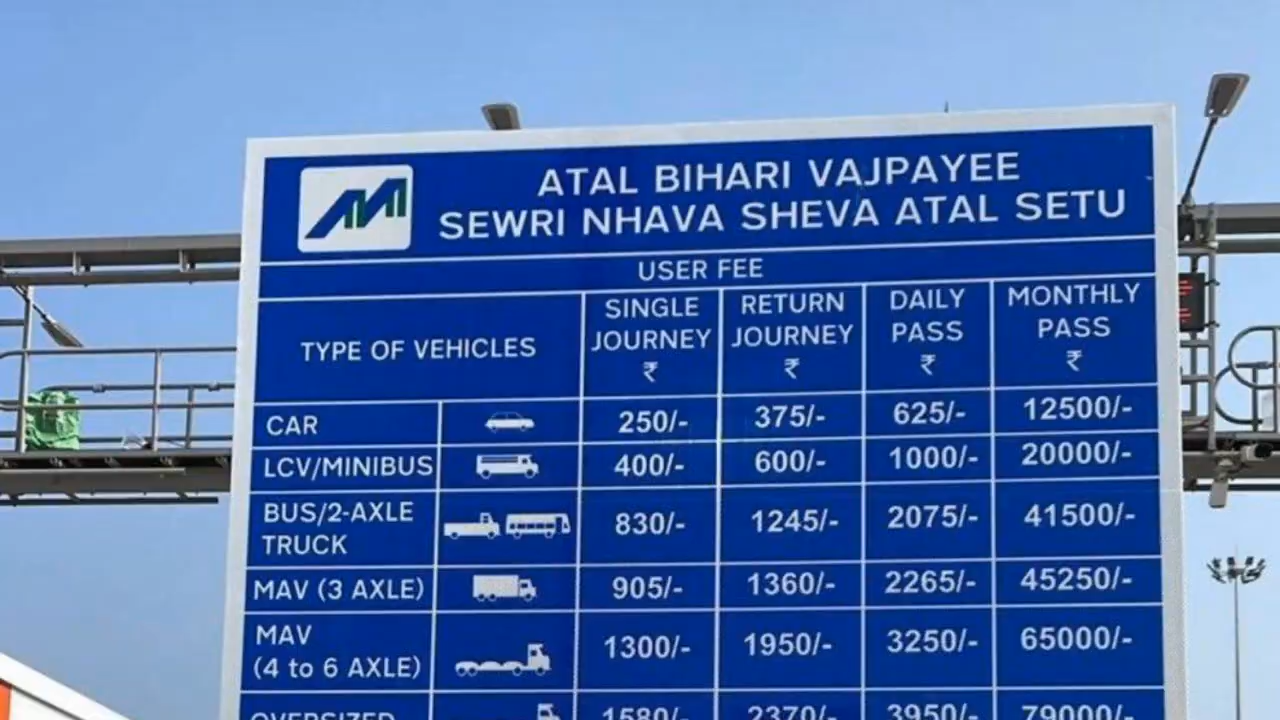 ATAL BIHARI VAJPAYEE
SEWRI NHAVA SHEVA ATAL SETU
USER FEE
TYPE OF VEHICLES
SINGLE
JOURNEY
₹
RETURN
JOURNEY
₹
DAILY
PASS
₹
MONTHLY
PASS
₹
CAR 250/- 375/- 625/- 12500/-
LCV/MINIBUS 400/- 600/- 1000/- 20000/-
BUS/2-AXLE
TRUCK 830/- 1245/- 2075/- 41500/-
MAV (3 AXLE) 905/- 1360/- 2265/- 45250/-
MAV
(4 to 6 AXLE) 1300/- 1950/- 3250/- 65000/-
OVERSIZED 1580/- 2370/- 3950/- 79000/-